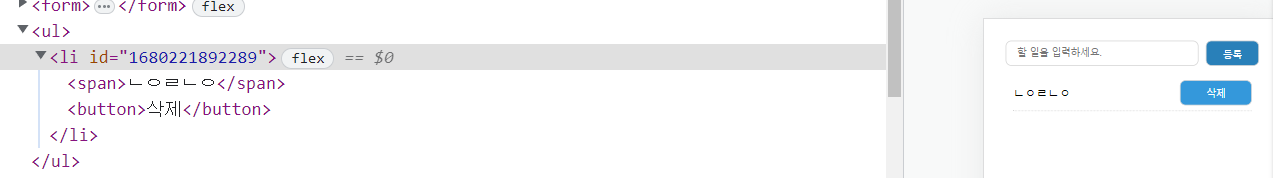 <form> ••• </form> flex
<ul>
<li id="1680221892289"> flex == $0
<span>ㄴㅇㄹㄴㅇ</span>
<button>삭제</button>
</li>
</ul>
할 일을 입력하세요.
등록
ㄴㅇㄹㄴㅇ
삭제